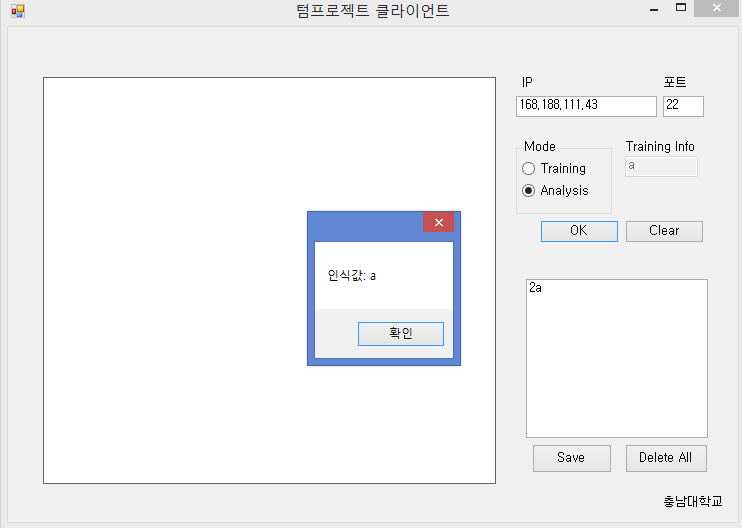 텀프로젝트 클라이언트
IP
포트
168,188,111,43
22
Mode
Training Info
Training
a
Analysis
OK
Clear
인식값: a
확인
2a
Save
Delete All
충남대학교